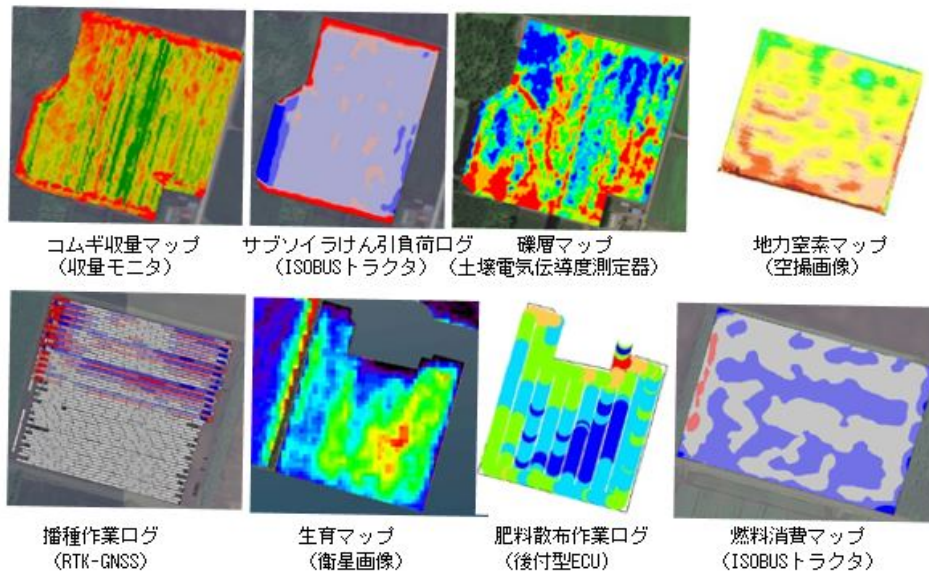 コムギ収量マップ
(収量モニタ)
サブソイラけん引負荷ログ
(ISOBUSトラクタ)
礫層マップ
(土壌電気伝導度測定器)
地力窒素マップ
(空撮画像)
播種作業ログ
(RTK-GNSS)
生育マップ
(衛星画像)
肥料散布作業ログ
(後付型ECU)
燃料消費マップ
(ISOBUSトラクタ)